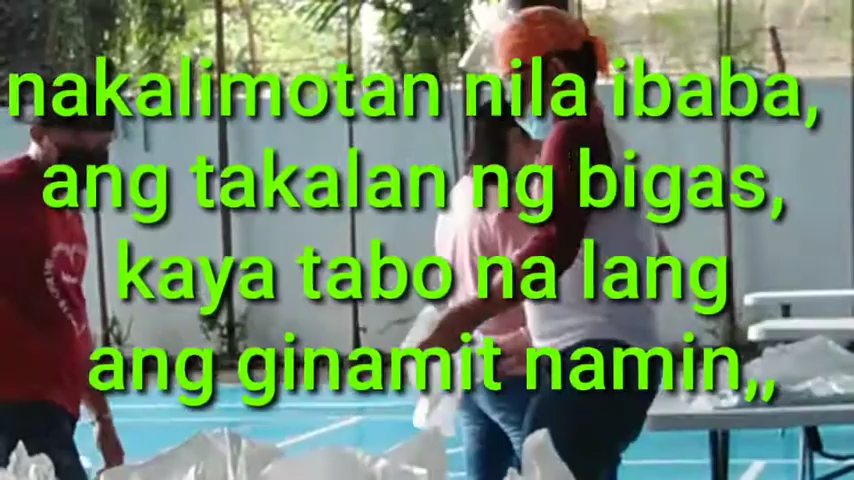 nakalimotan nila ibaba,
ang takalan ng bigas,
kaya tabo na lang
ang ginamit namin,,